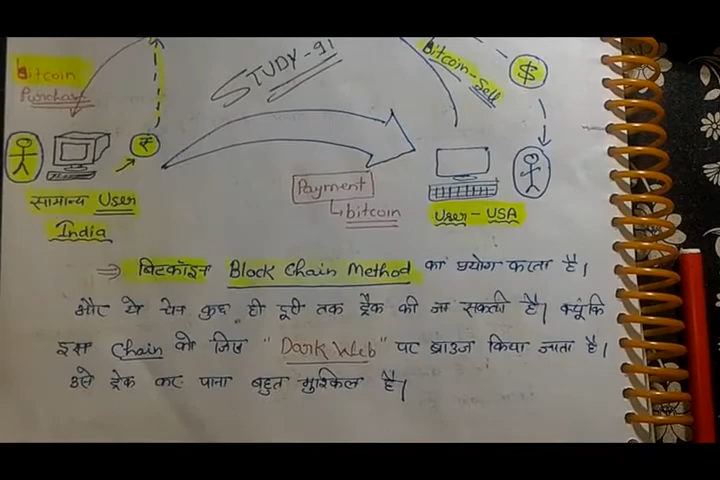 STUDY-91
Bitcoin
Purchase
Bitcoin-Sell
$
₹
Payment
bitcoin
सामान्य User
India
User-USA
⇒ बिटकॉइन Block Chain Method का प्रयोग करता है।
और ये चेन कुछ ही दूरी तक ट्रैक की जा सकती है। क्यूंकि
इस Chain को जिस "Dark Web" पर ब्राउज किया जाता है।
उसे ट्रेक कर पाना बहुत मुश्किल है।